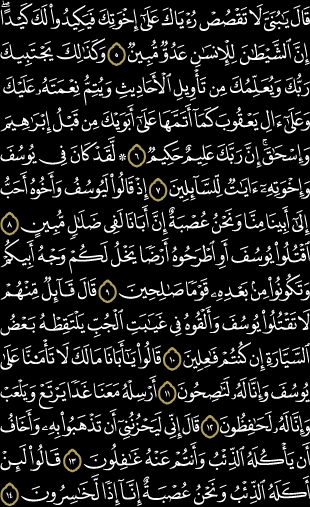 قَالَ يَٰبُنَيَّ لَا تَقۡصُصۡ رُءۡيَاكَ عَلَىٰٓ إِخۡوَتِكَ فَيَكِيدُواْ لَكَ كَيۡدًاۖ
إِنَّ ٱلشَّيۡطَٰنَ لِلۡإِنسَٰنِ عَدُوّٞ مُّبِينٞ ٥ وَكَذَٰلِكَ يَجۡتَبِيكَ
رَبُّكَ وَيُعَلِّمُكَ مِن تَأۡوِيلِ ٱلۡأَحَادِيثِ وَيُتِمُّ نِعۡمَتَهُۥ عَلَيۡكَ
وَعَلَىٰٓ ءَالِ يَعۡقُوبَ كَمَآ أَتَمَّهَا عَلَىٰٓ أَبَوَيۡكَ مِن قَبۡلُ إِبۡرَٰهِيمَ
وَإِسۡحَٰقَۚ إِنَّ رَبَّكَ عَلِيمٌ حَكِيمٞ ٦ ۞ لَّقَدۡ كَانَ فِي يُوسُفَ
وَإِخۡوَتِهِۦٓ ءَايَٰتٞ لِّلسَّآئِلِينَ ٧ إِذۡ قَالُواْ لَيُوسُفُ وَأَخُوهُ أَحَبُّ
إِلَىٰٓ أَبِينَا مِنَّا وَنَحۡنُ عُصۡبَةٌ إِنَّ أَبَانَا لَفِي ضَلَٰلٖ مُّبِينٍ ٨
ٱقۡتُلُواْ يُوسُفَ أَوِ ٱطۡرَحُوهُ أَرۡضٗا يَخۡلُ لَكُمۡ وَجۡهُ أَبِيكُمۡ
وَتَكُونُواْ مِنۢ بَعۡدِهِۦ قَوۡمٗا صَٰلِحِينَ ٩ قَالَ قَآئِلٞ مِّنۡهُمۡ
لَا تَقۡتُلُواْ يُوسُفَ وَأَلۡقُوهُ فِي غَيَٰبَتِ ٱلۡجُبِّ يَلۡتَقِطۡهُ بَعۡضُ
ٱلسَّيَّارَةِ إِن كُنتُمۡ فَٰعِلِينَ ١٠ قَالُواْ يَٰٓأَبَانَا مَالَكَ لَا تَأۡمَ۬نَّا عَلَىٰ
يُوسُفَ وَإِنَّا لَهُۥ لَنَٰصِحُونَ ١١ أَرۡسِلۡهُ مَعَنَا غَدٗا يَرۡتَعۡ وَيَلۡعَبۡ
وَإِنَّا لَهُۥ لَحَٰفِظُونَ ١٢ قَالَ إِنِّي لَيَحۡزُنُنِيٓ أَن تَذۡهَبُواْ بِهِۦ وَأَخَافُ
أَن يَأۡكُلَهُ ٱلذِّئۡبُ وَأَنتُمۡ عَنۡهُ غَٰفِلُونَ ١٣ قَالُواْ لَئِنۡ
أَكَلَهُ ٱلذِّئۡبُ وَنَحۡنُ عُصۡبَةٌ إِنَّآ إِذٗا لَّخَٰسِرُونَ ١٤